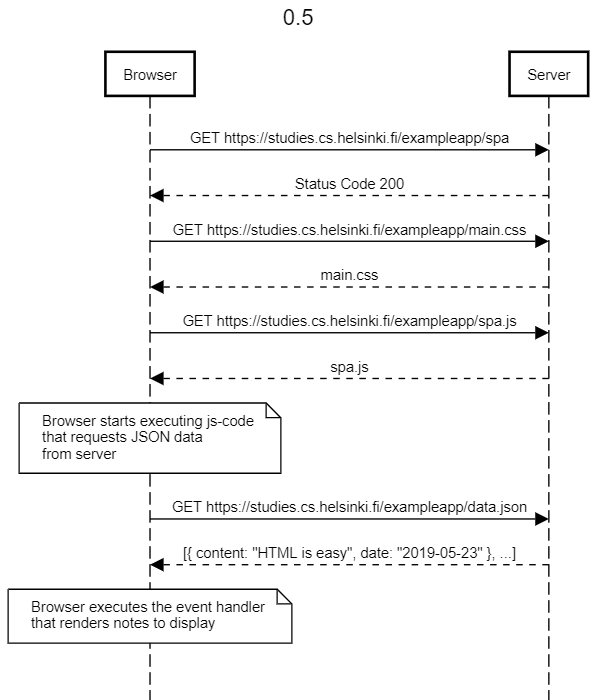 0.5
Browser
Server
GET https://studies.cs.helsinki.fi/exampleapp/spa
Status Code 200
GET https://studies.cs.helsinki.fi/exampleapp/main.css
main.css
GET https://studies.cs.helsinki.fi/exampleapp/spa.js
spa.js
Browser starts executing js-code
that requests JSON data
from server
GET https://studies.cs.helsinki.fi/exampleapp/data.json
[{ content: "HTML is easy", date: "2019-05-23" }, ...]
Browser executes the event handler
that renders notes to display